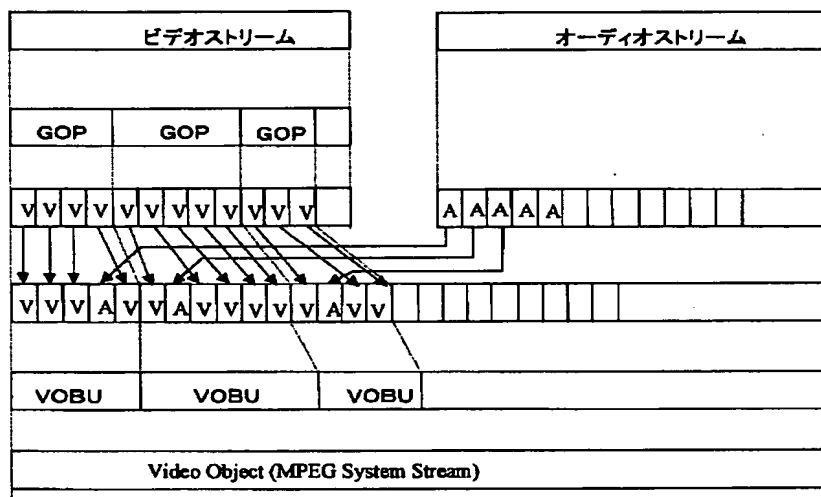 ビデオストリーム
オーディオストリーム
GOP GOP GOP
V V V V V V V V V V V
A A A A A
V V V A V V A V V V V V A V V
VOBU VOBU VOBU
Video Object (MPEG System Stream)